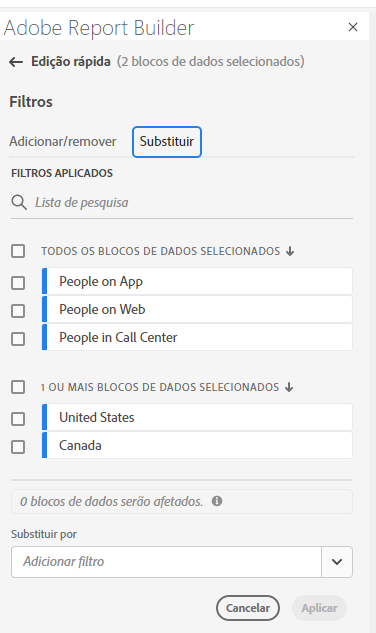 Adobe Report Builder
Edição rápida (2 blocos de dados selecionados)
Filtros
Adicionar/remover Substituir
FILTROS APLICADOS
Lista de pesquisa
TODOS OS BLOCOS DE DADOS SELECIONADOS
People on App
People on Web
People in Call Center
1 OU MAIS BLOCOS DE DADOS SELECIONADOS
United States
Canada
0 blocos de dados serão afetados.
Substituir por
Adicionar filtro
Cancelar Aplicar